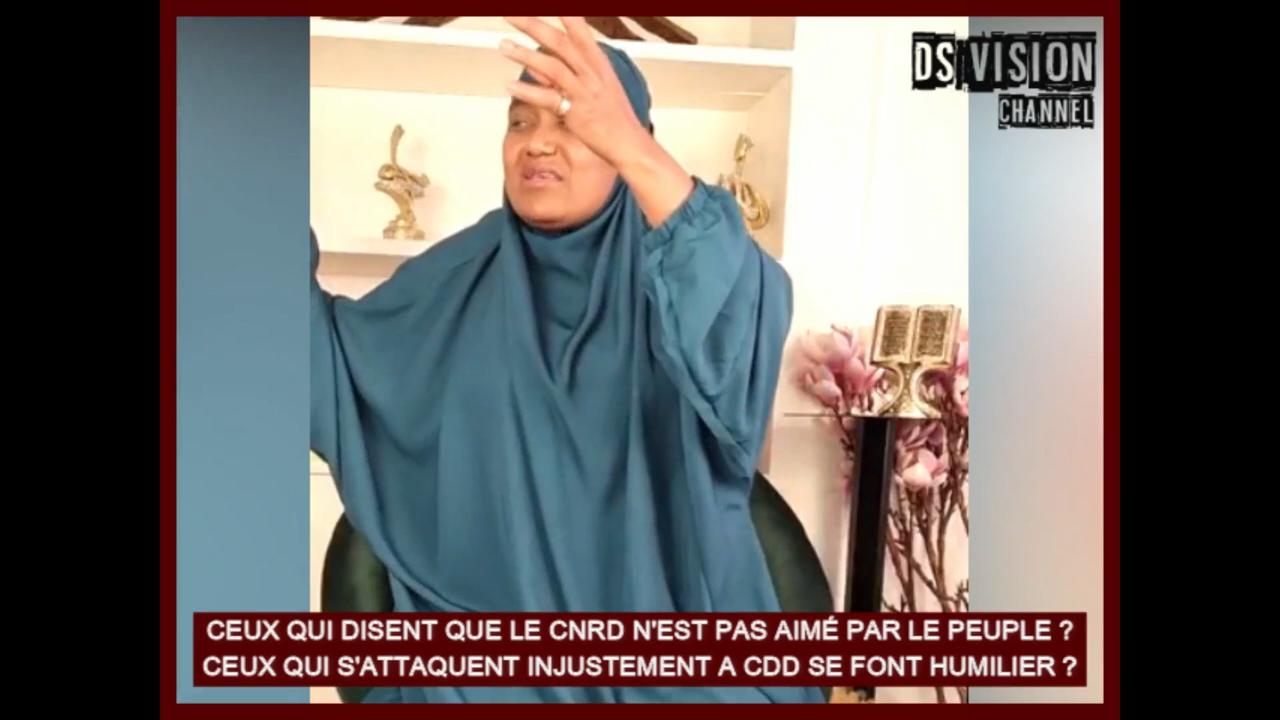 DS VISION
CHANNEL
CEUX QUI DISENT QUE LE CNRD N'EST PAS AIMÉ PAR LE PEUPLE ?
CEUX QUI S'ATTAQUENT INJUSTEMENT A CDD SE FONT HUMILIER ?